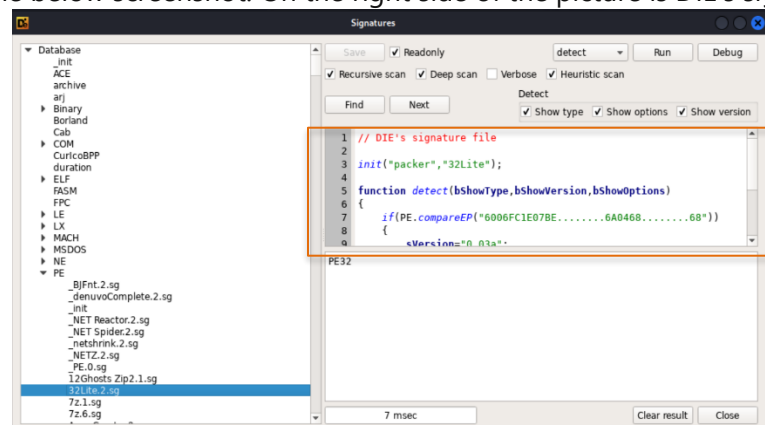 Signatures
Database
_init
ACE
archive
arj
Binary
Borland
Cab
COM
CurIcoBPP
duration
ELF
FASM
FPC
LE
LX
MACH
MSDOS
NE
PE
_BJFnt.2.sg
_denuvoComplete.2.sg
_init
_NET Reactor.2.sg
_NET Spider.2.sg
_netshrink.2.sg
_NETZ.2.sg
_PE.0.sg
12Ghosts Zip2.1.sg
32Lite.2.sg
7z.1.sg
7z.6.sg
Save Readonly detect Run Debug
Recursive scan Deep scan Verbose Heuristic scan
Detect
Find Next Show type Show options Show version
1 // DIE's signature file
2
3 init("packer","32Lite");
4
5 function detect(bShowType,bShowVersion,bShowOptions)
6 {
7 if(PE.compareEP("6006FC1E07BE........6A0468........68"))
8 {
9 sVersion="0.03a";
PE32
7 msec Clear result Close